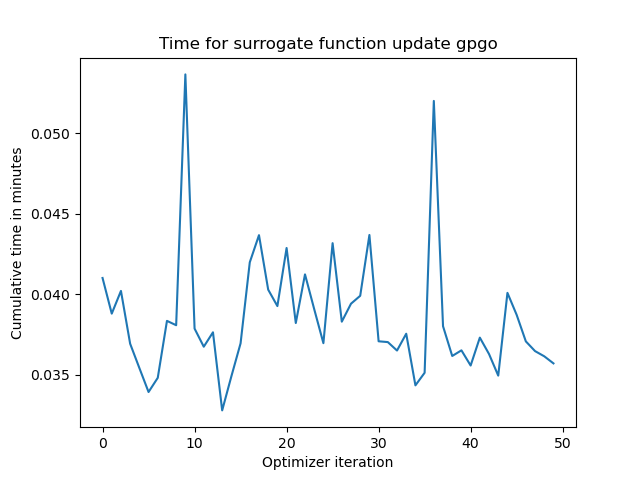 Time for surrogate function update gpgo
Cumulative time in minutes
0.050
0.045
0.040
0.035
0 10 20 30 40 50
Optimizer iteration